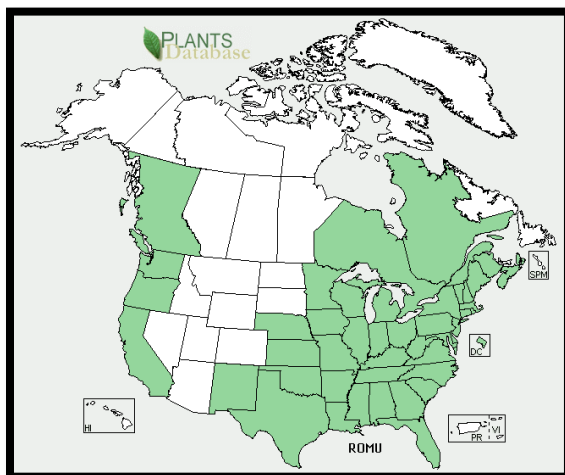 PLANTS
Database
SPM
DC
HI
PR
VI
ROMU